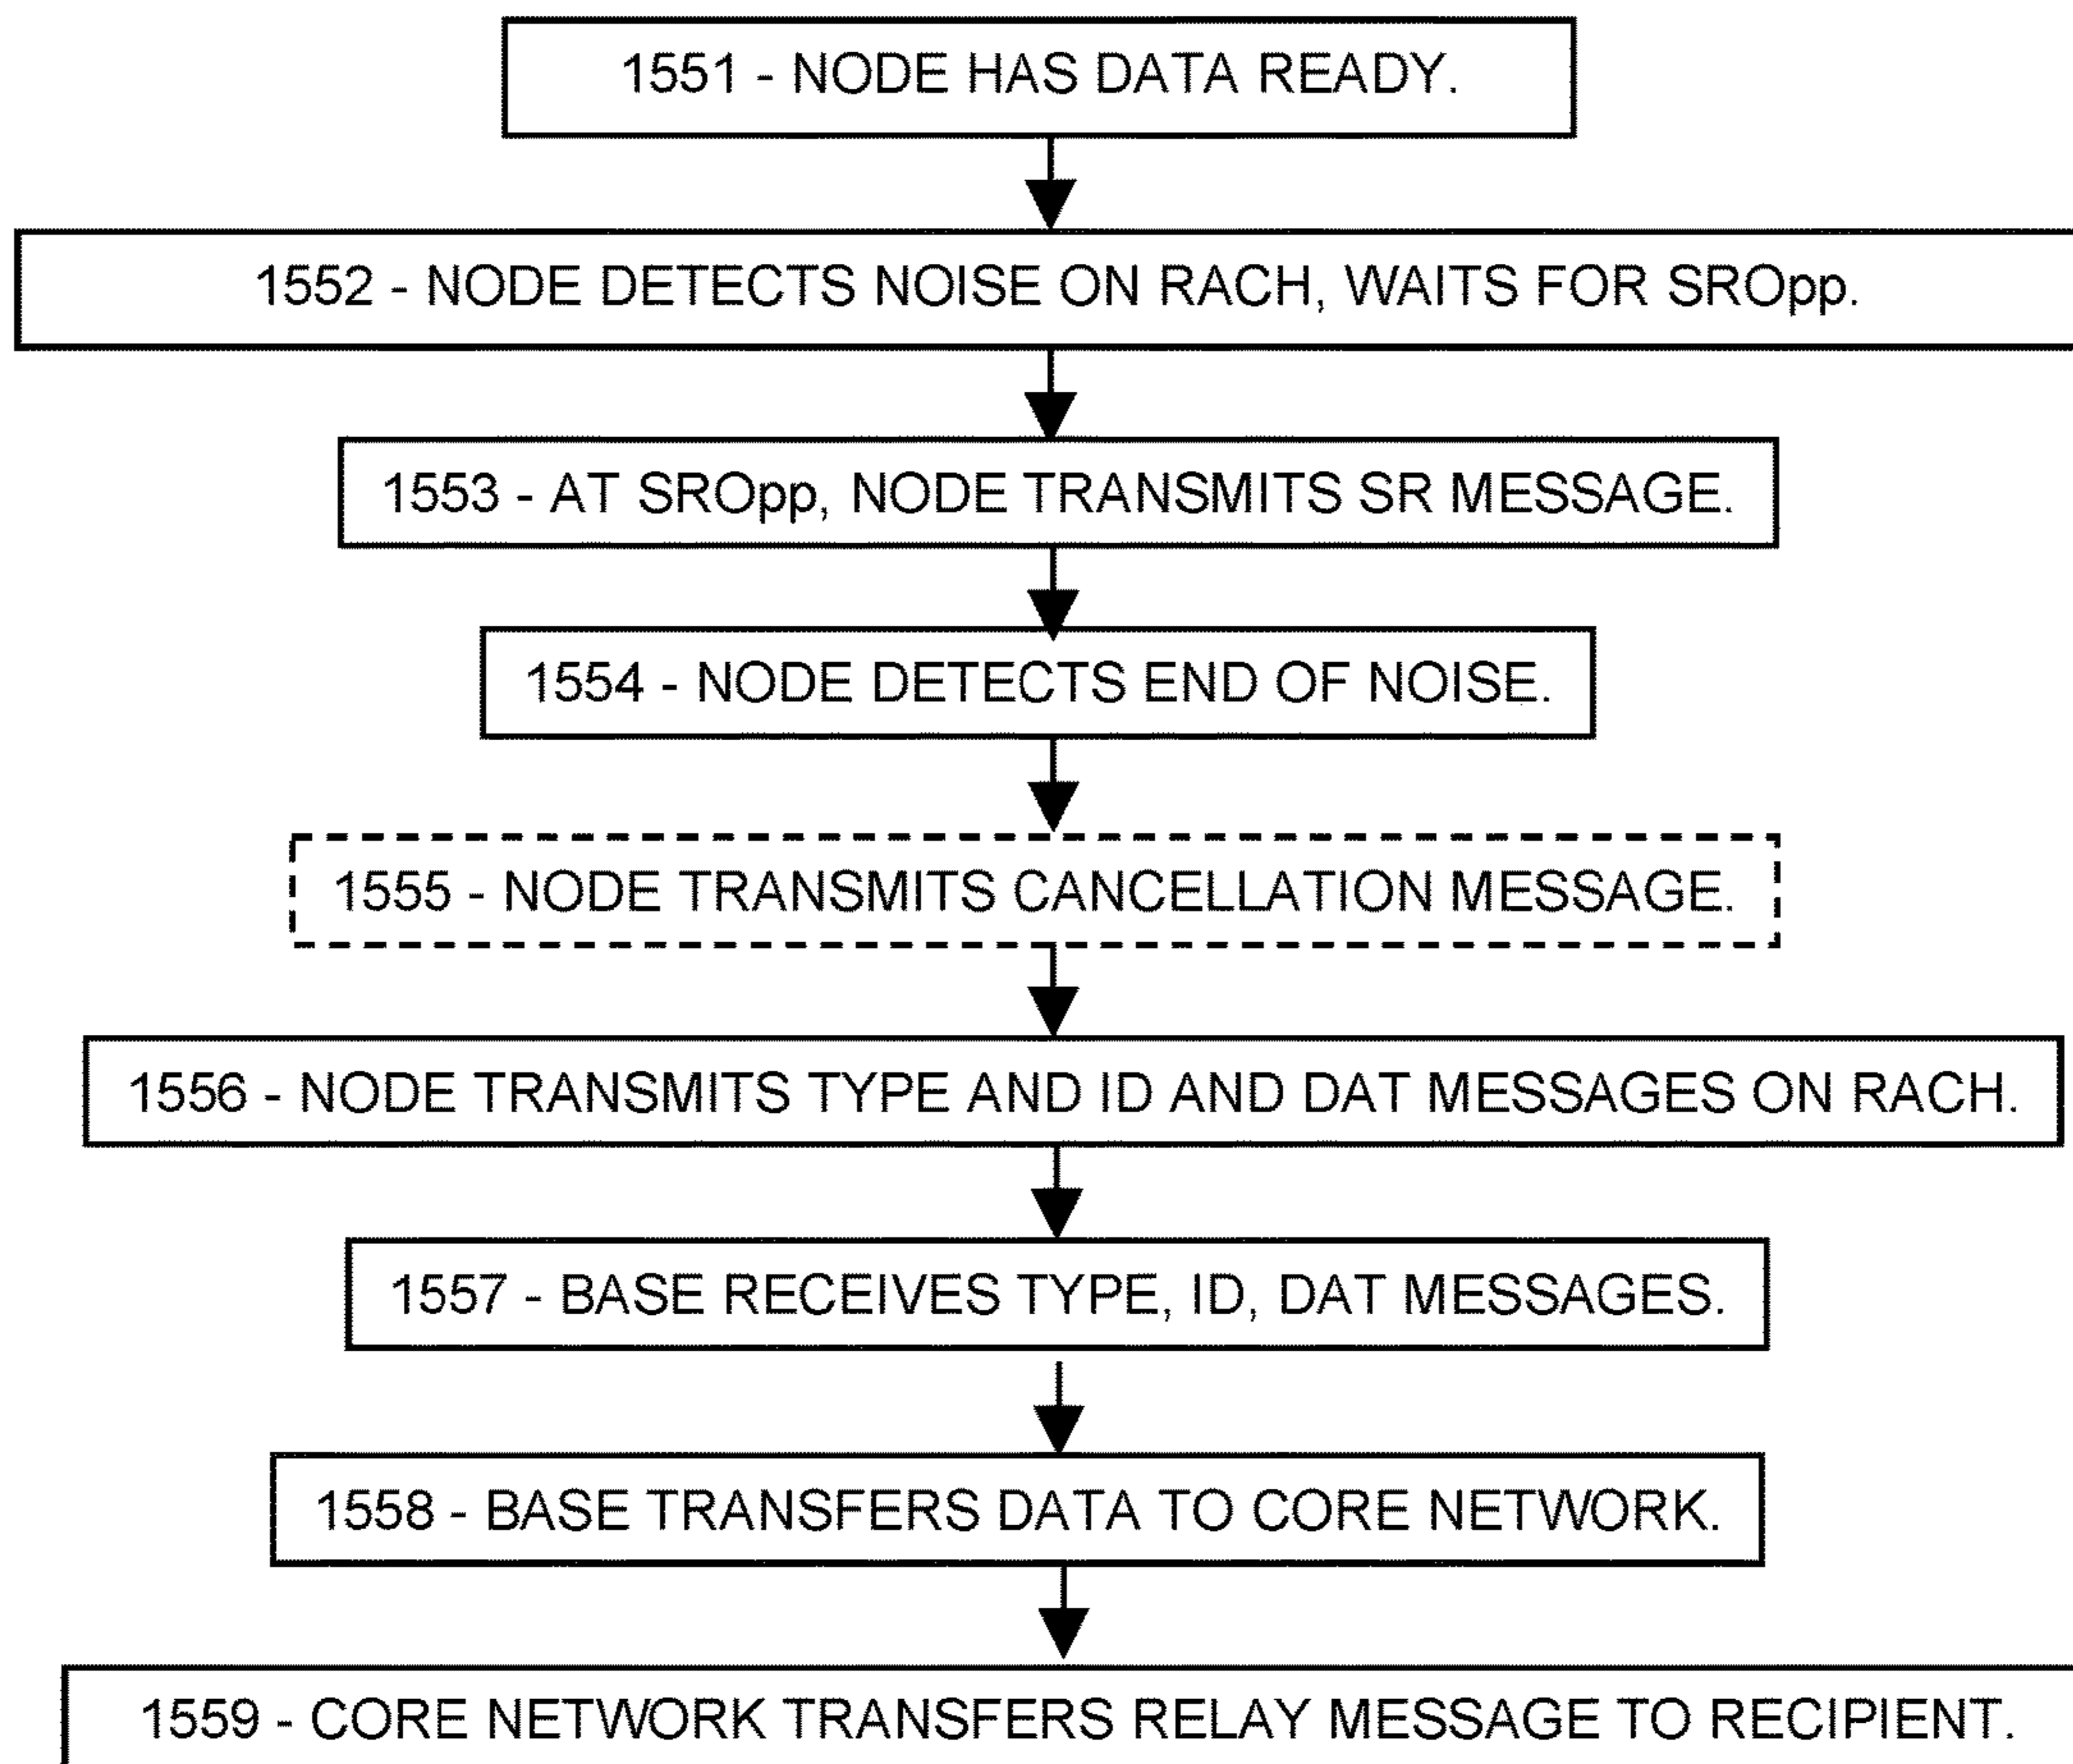 1551 - NODE HAS DATA READY.
1552 - NODE DETECTS NOISE ON RACH, WAITS FOR SROpp.
1553 - AT SROpp, NODE TRANSMITS SR MESSAGE.
1554 - NODE DETECTS END OF NOISE.
1555 - NODE TRANSMITS CANCELLATION MESSAGE.
1556 - NODE TRANSMITS TYPE AND ID AND DAT MESSAGES ON RACH.
1557 - BASE RECEIVES TYPE, ID, DAT MESSAGES.
1558 - BASE TRANSFERS DATA TO CORE NETWORK.
1559 - CORE NETWORK TRANSFERS RELAY MESSAGE TO RECIPIENT.